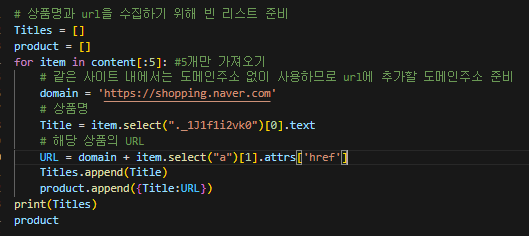 # 상품명과 url을 수집하기 위해 빈 리스트 준비
Titles = []
product = []
for item in content[:5]: #5개만 가져오기
    # 같은 사이트 내에서는 도메인주소 없이 사용하므로 url에 추가할 도메인주소 준비
    domain = 'https://shopping.naver.com'
    # 상품명
    Title = item.select("._1J1f1i2vk0")[0].text
    # 해당 상품의 URL
    URL = domain + item.select("a")[1].attrs['href']
    Titles.append(Title)
    product.append({Title:URL})
print(Titles)
product